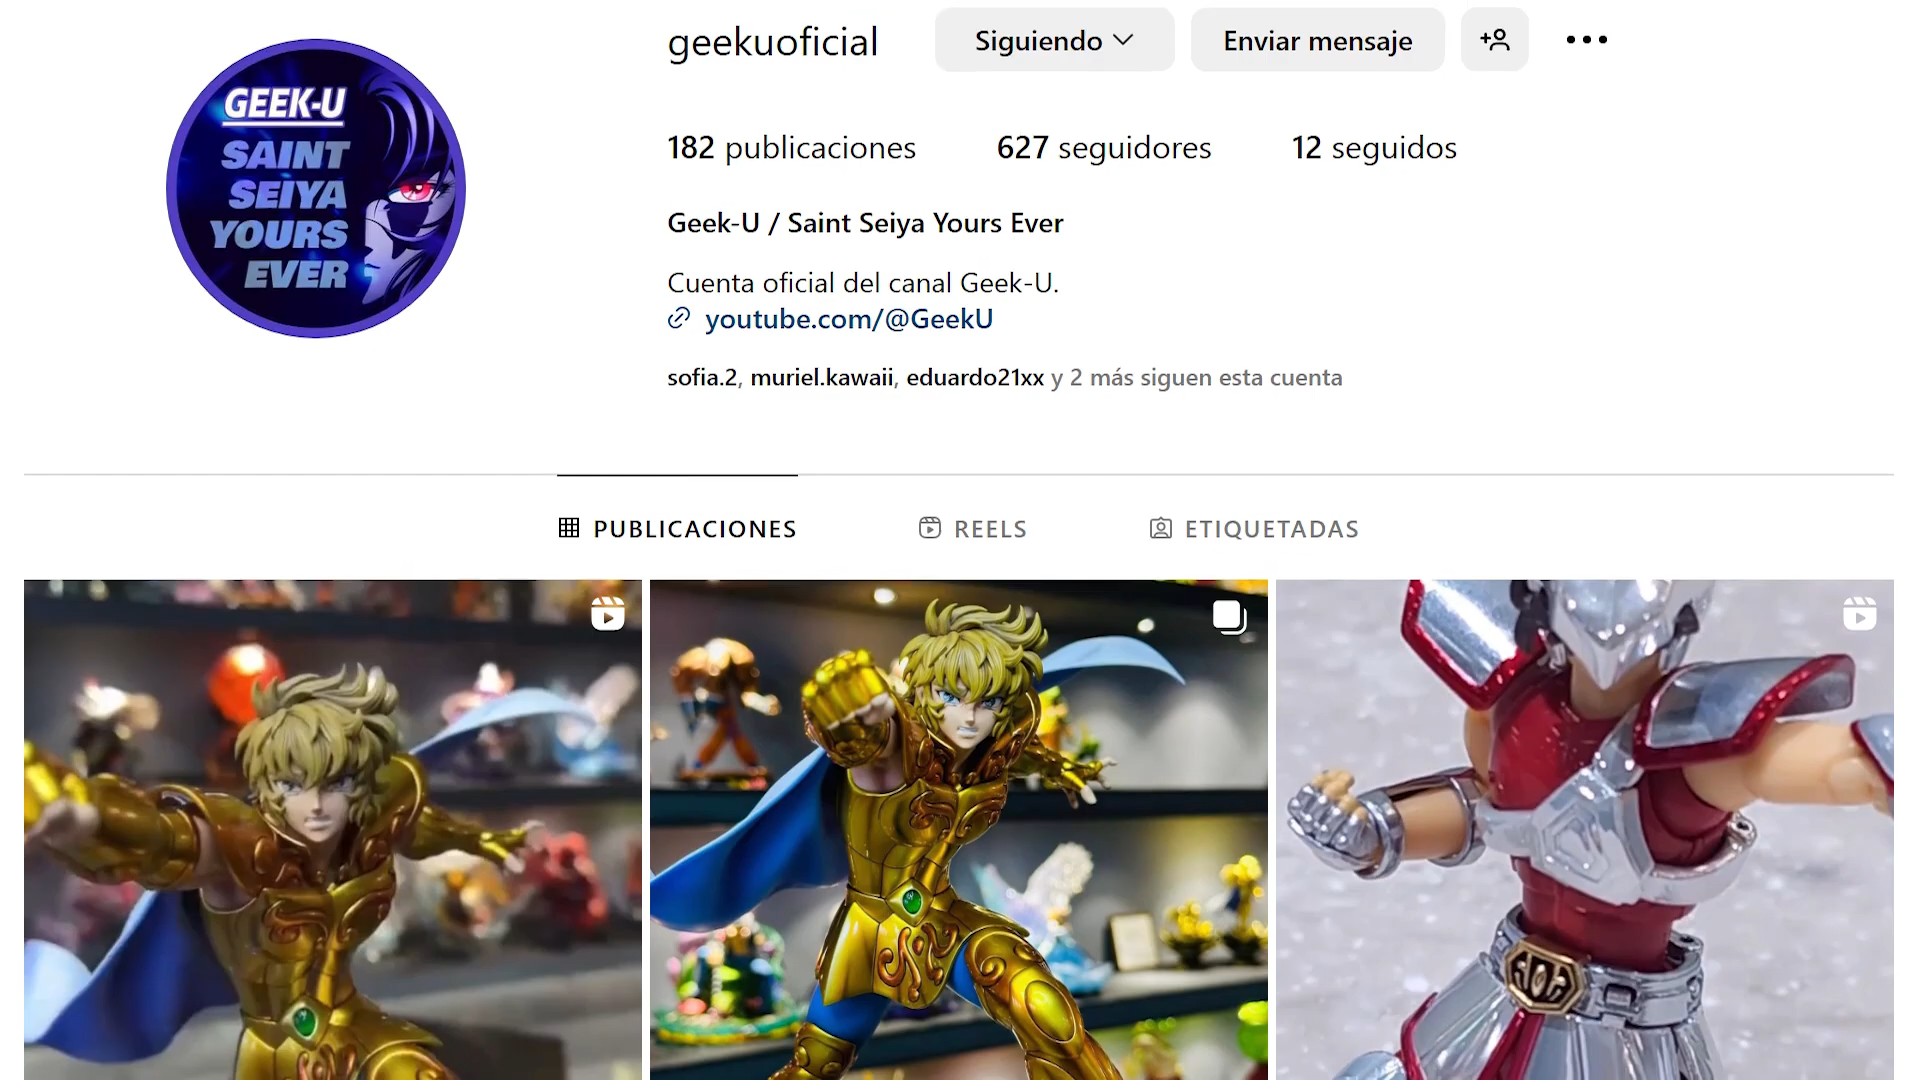 geekuoficial
Siguiendo
Enviar mensaje
182 publicaciones
627 seguidores
12 seguidos
GEEK-U
SAINT
SEIYA
YOURS
EVER
Geek-U / Saint Seiya Yours Ever
Cuenta oficial del canal Geek-U.
youtube.com/@GeekU
sofia.2, muriel.kawaii, eduardo21xx y 2 más siguen esta cuenta
PUBLICACIONES
REELS
ETIQUETADAS